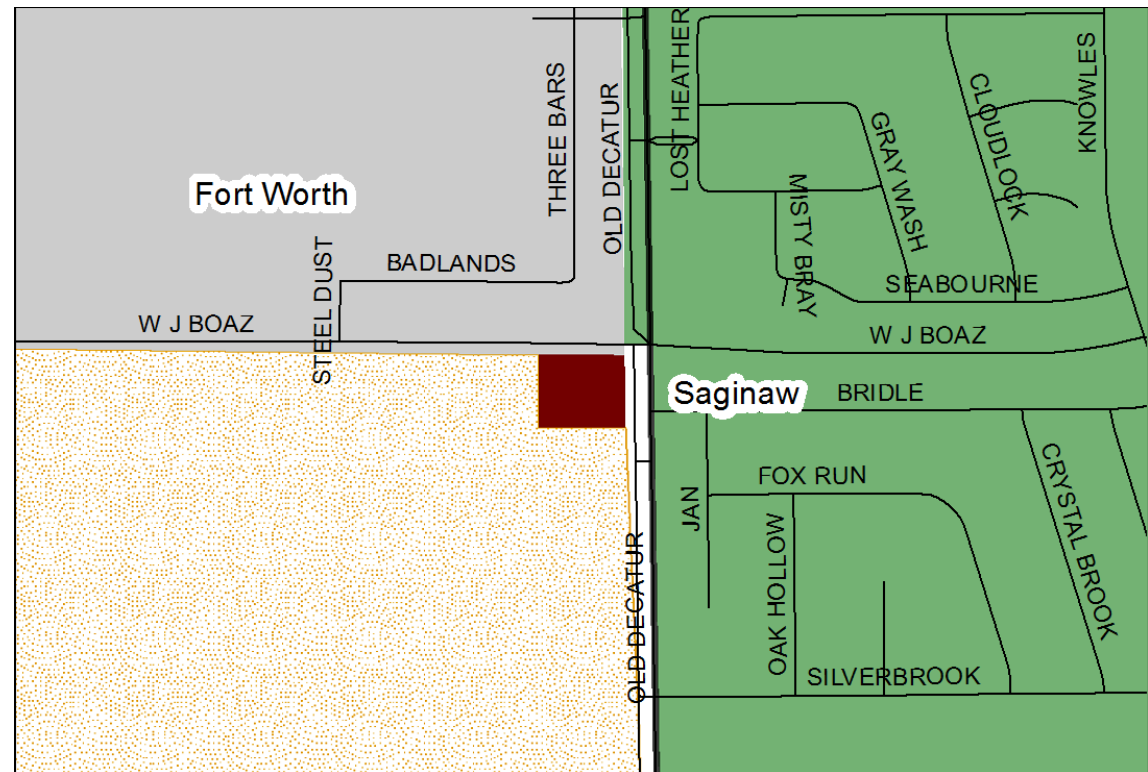 LOST HEATHER
KNOWLES
THREE BARS
OLD DECATUR
CLOUDLOCK
GRAY WASH
Fort Worth
MISTY BRAY
BADLANDS
STEEL DUST
SEABOURNE
W J BOAZ
W J BOAZ
Saginaw
BRIDLE
CRYSTAL BROOK
FOX RUN
JAN
OAK HOLLOW
OLD DECATUR
SILVERBROOK